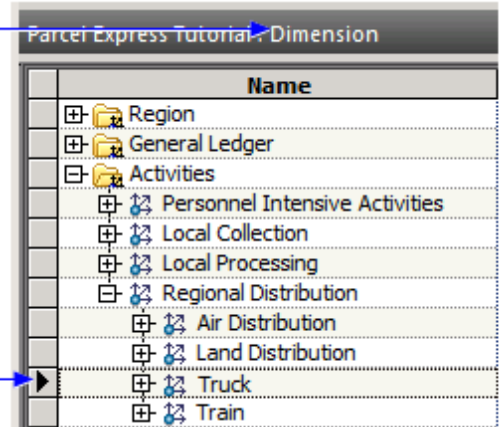 Parcel Express Tutorial : Dimension
Name
Region
General Ledger
Activities
Personnel Intensive Activities
Local Collection
Local Processing
Regional Distribution
Air Distribution
Land Distribution
Truck
Train